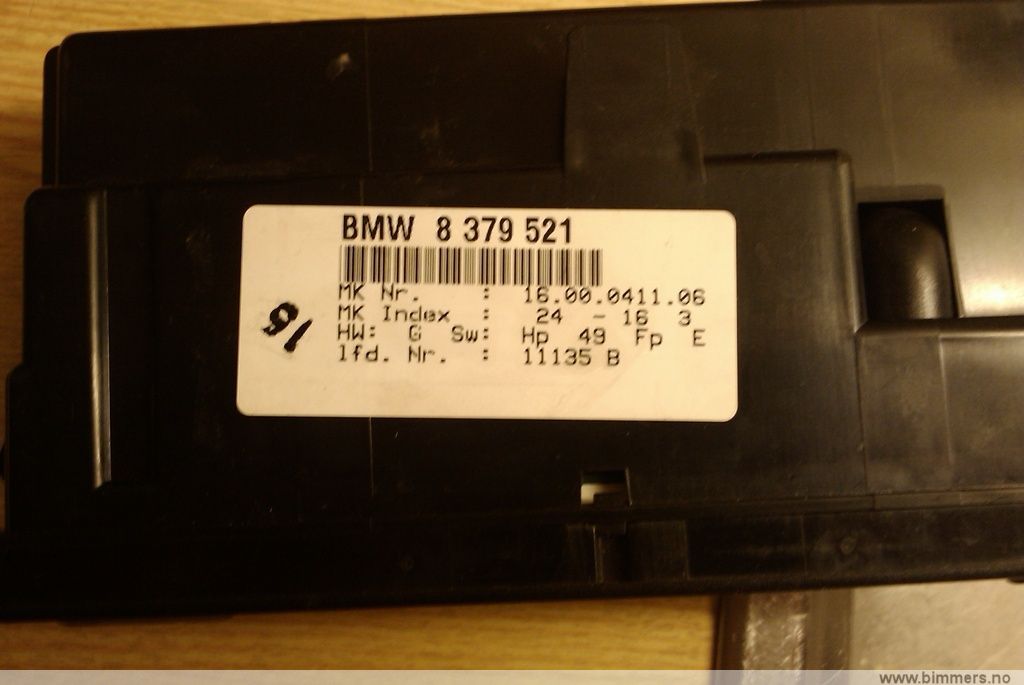 BMW 8 379 521
MK Nr. : 16.00.0411.06
MK Index : 24 - 16 3
HW: G Sw: Hp 49 Fp E
lfd. Nr. : 11135 B
www.bimmers.no